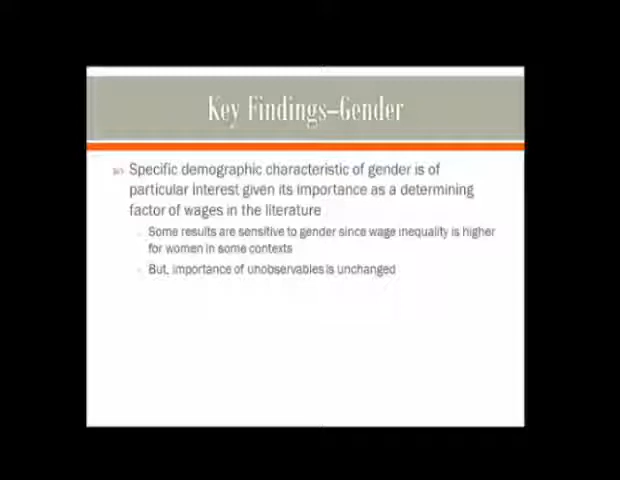 Key Findings–Gender
Specific demographic characteristic of gender is of
particular interest given its importance as a determining
factor of wages in the literature
Some results are sensitive to gender since wage inequality is higher
for women in some contexts
But, importance of unobservables is unchanged